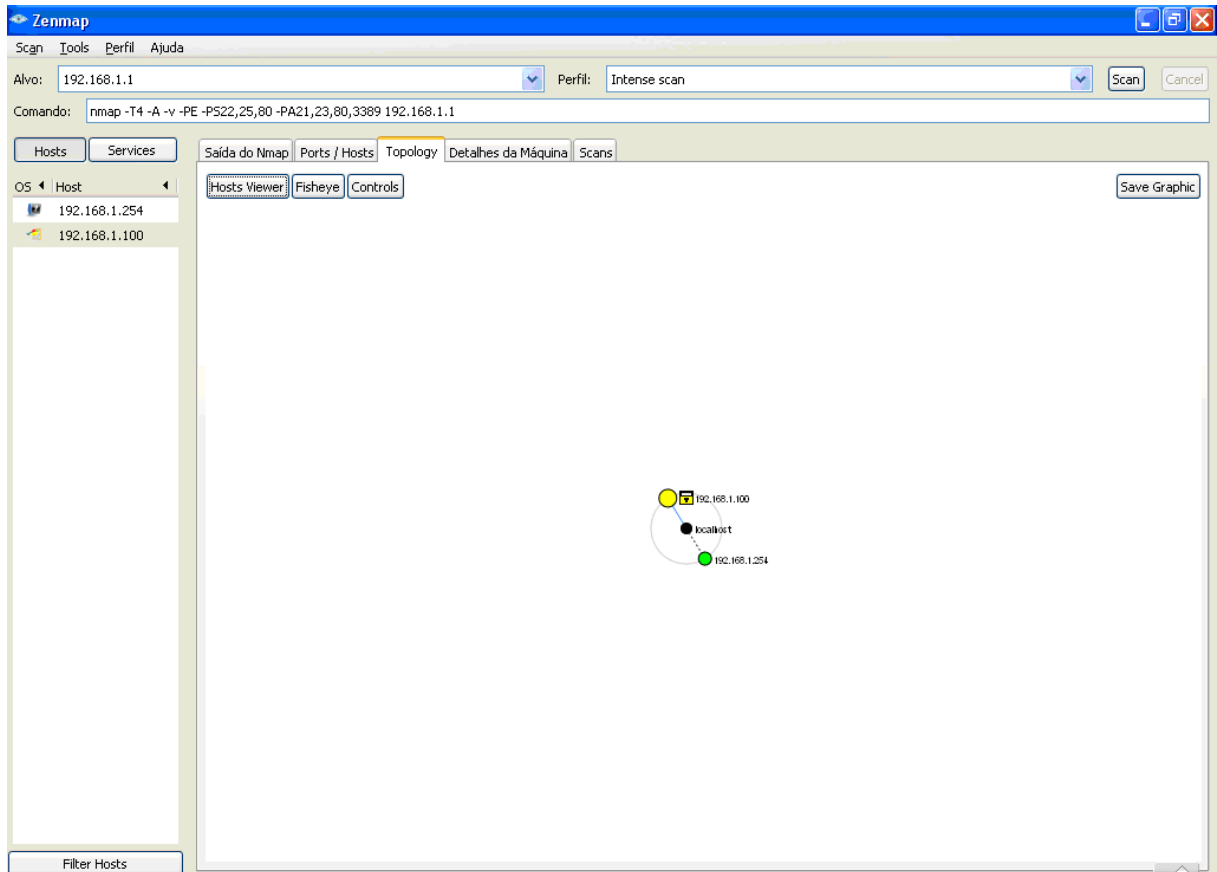 Zenmap
Scan Tools Perfil Ajuda
Alvo: 192.168.1.1 Perfil: Intense scan Scan Cancel
Comando: nmap -T4 -A -v -PE -PS22,25,80 -PA21,23,80,3389 192.168.1.1
Hosts Services Saída do Nmap Ports / Hosts Topology Detalhes da Máquina Scans
OS Host Hosts Viewer Fisheye Controls Save Graphic
192.168.1.254
192.168.1.100
192.168.1.100
localhost
192.168.1.254
Filter Hosts